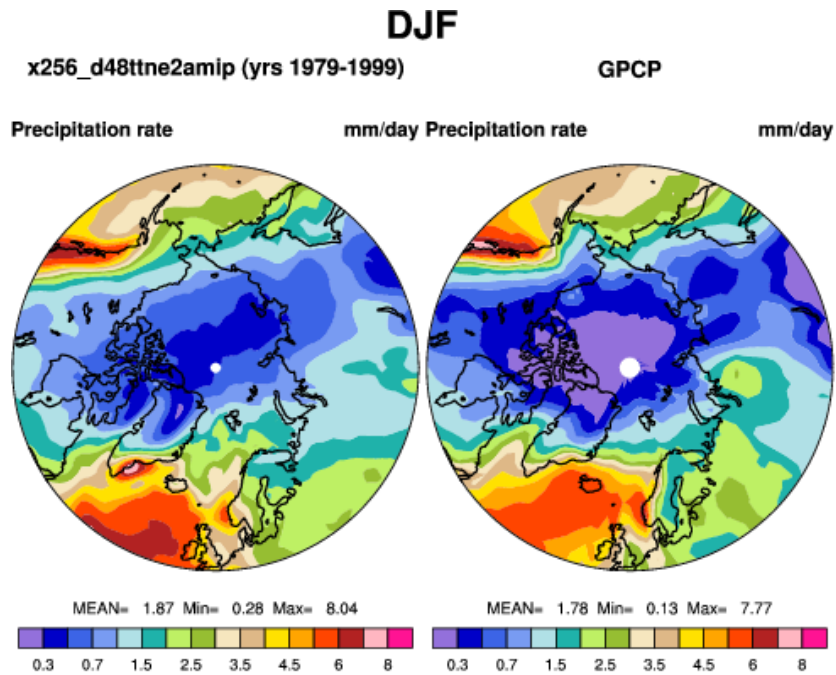 DJF
x256_d48ttne2amip (yrs 1979-1999) GPCP
Precipitation rate mm/day Precipitation rate mm/day
MEAN= 1.87 Min= 0.28 Max= 8.04 MEAN= 1.78 Min= 0.13 Max= 7.77
0.3 0.7 1.5 2.5 3.5 4.5 6 8 0.3 0.7 1.5 2.5 3.5 4.5 6 8